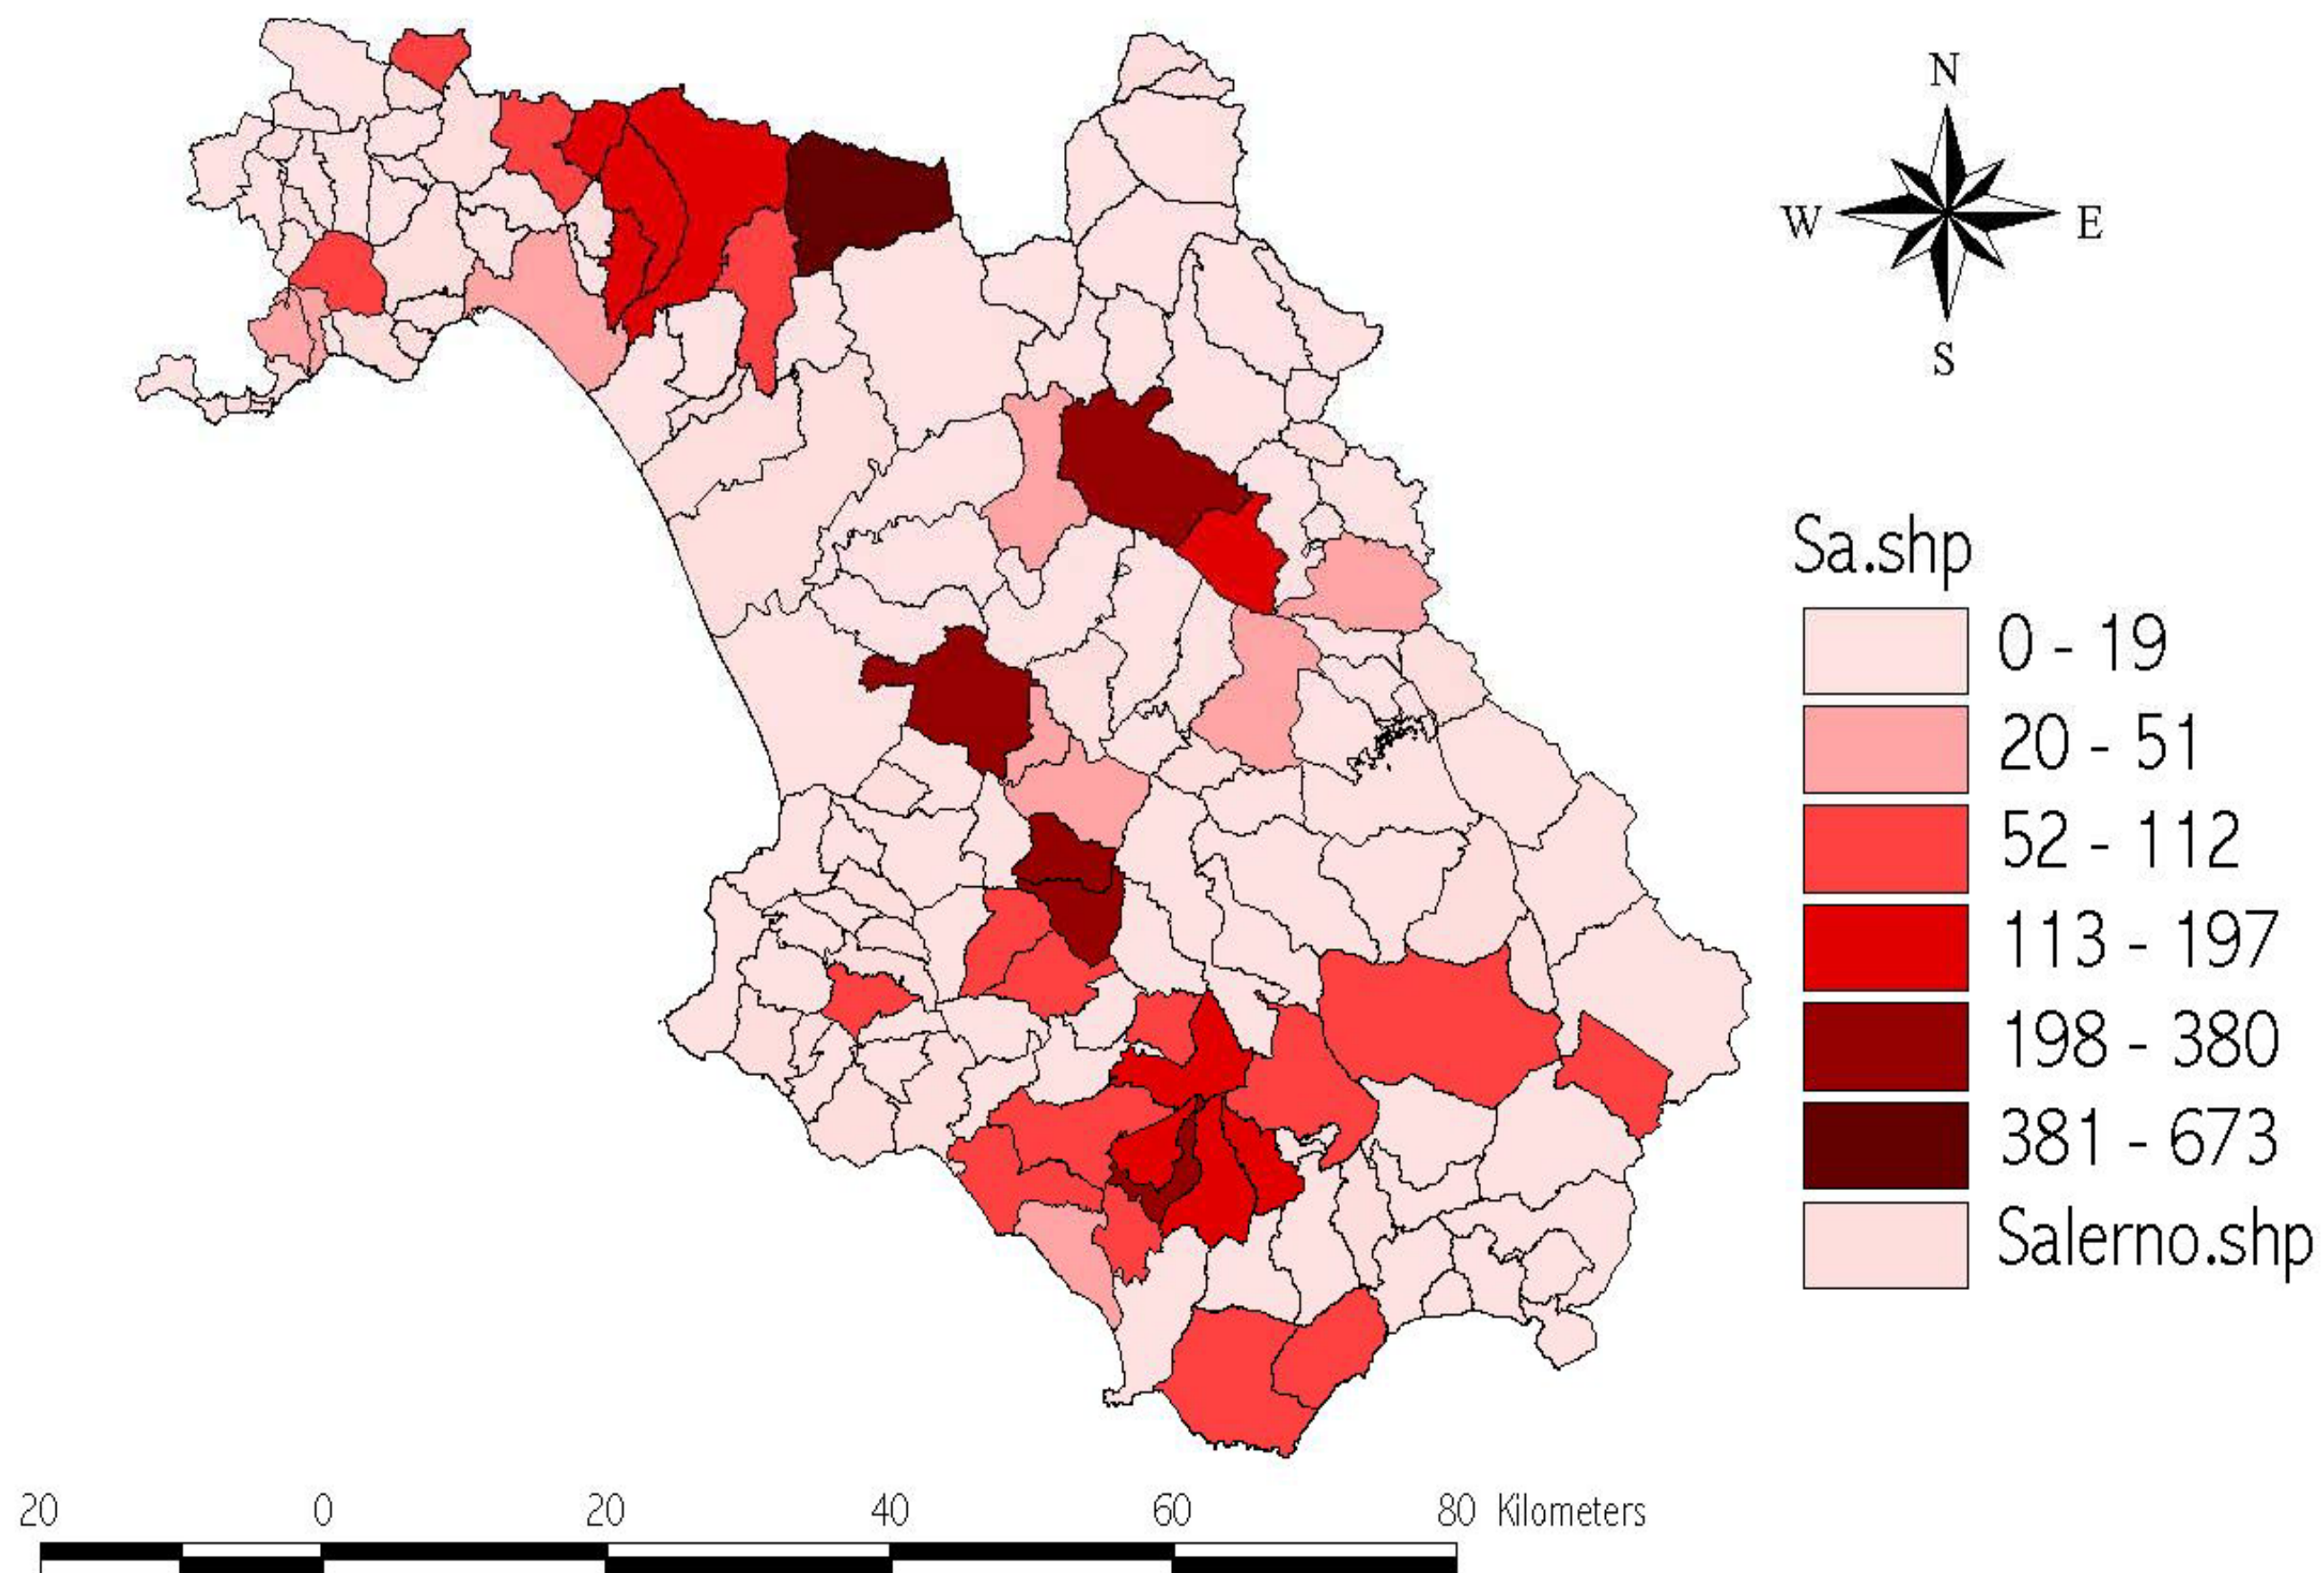 N
W E
S
Sa.shp
0 - 19
20 - 51
52 - 112
113 - 197
198 - 380
381 - 673
Salerno.shp
20 0 20 40 60 80 Kilometers